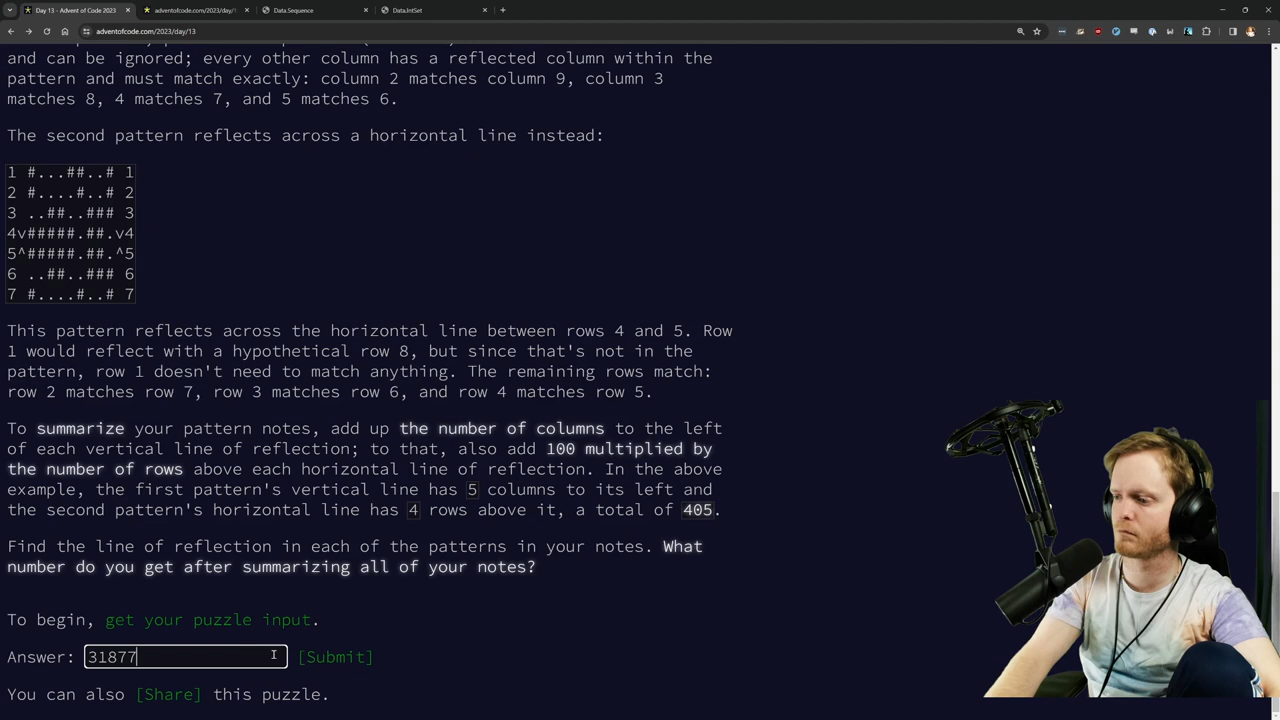 Day 13 - Advent of Code 2023
adventofcode.com/2023/day/1
Data.Sequence
Data.IntSet
adventofcode.com/2023/day/13
and can be ignored; every other column has a reflected column within the
pattern and must match exactly: column 2 matches column 9, column 3
matches 8, 4 matches 7, and 5 matches 6.
The second pattern reflects across a horizontal line instead:
1 #...##..# 1
2 #....#..# 2
3 ..##..### 3
4v#####.##.v4
5^#####.##.^5
6 ..##..### 6
7 #....#..# 7
This pattern reflects across the horizontal line between rows 4 and 5. Row
1 would reflect with a hypothetical row 8, but since that's not in the
pattern, row 1 doesn't need to match anything. The remaining rows match:
row 2 matches row 7, row 3 matches row 6, and row 4 matches row 5.
To summarize your pattern notes, add up the number of columns to the left
of each vertical line of reflection; to that, also add 100 multiplied by
the number of rows above each horizontal line of reflection. In the above
example, the first pattern's vertical line has 5 columns to its left and
the second pattern's horizontal line has 4 rows above it, a total of 405.
Find the line of reflection in each of the patterns in your notes. What
number do you get after summarizing all of your notes?
To begin, get your puzzle input.
Answer: 31877 [Submit]
You can also [Share] this puzzle.